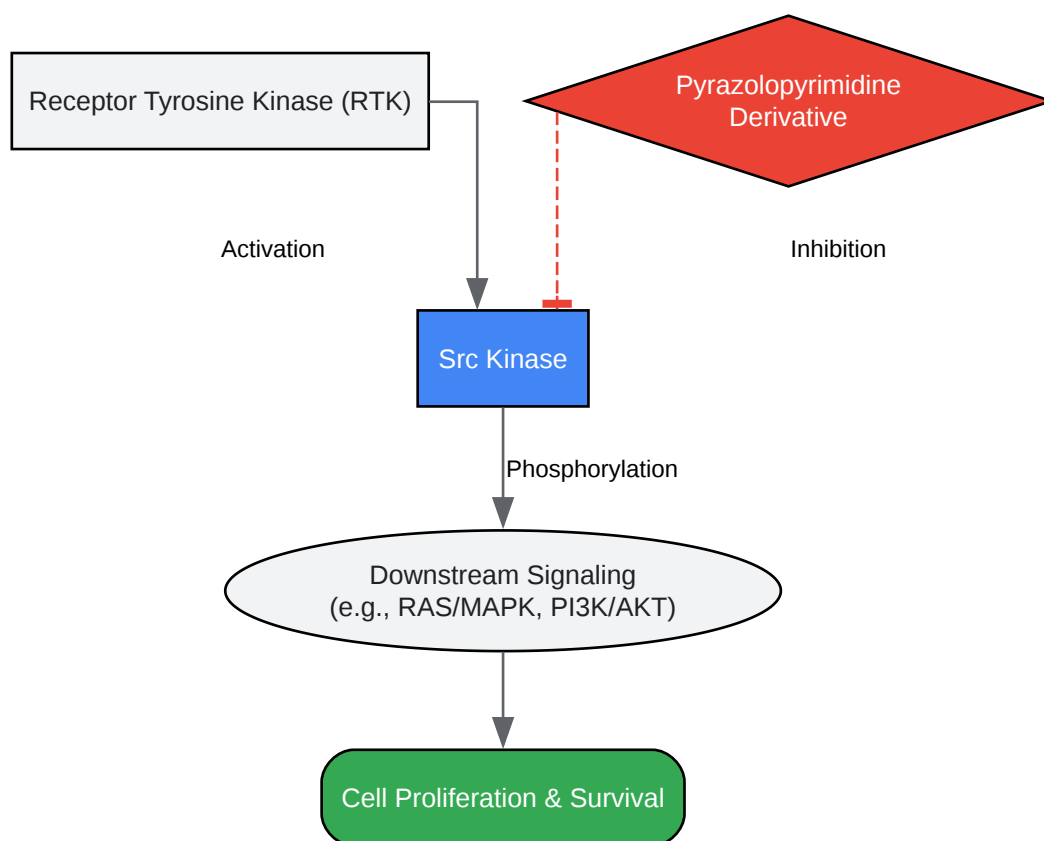 Receptor Tyrosine Kinase (RTK)
Pyrazolopyrimidine
Derivative
Activation
Inhibition
Src Kinase
Phosphorylation
Downstream Signaling
(e.g., RAS/MAPK, PI3K/AKT)
Cell Proliferation & Survival